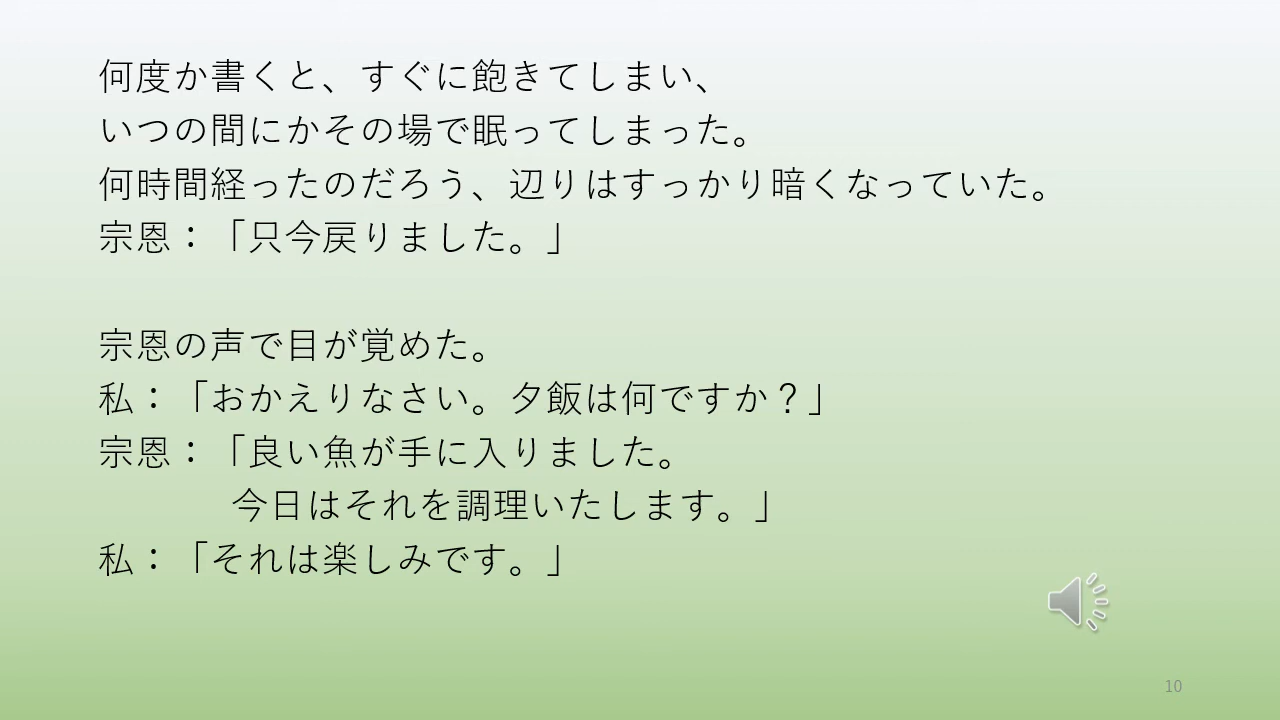 何度か書くと、すぐに飽きてしまい、
いつの間にかその場で眠ってしまった。
何時間経ったのだろう、辺りはすっかり暗くなっていた。
宗恩：「只今戻りました。」
宗恩の声で目が覚めた。
私：「おかえりなさい。夕飯は何ですか？」
宗恩：「良い魚が手に入りました。
今日はそれを調理いたします。」
私：「それは楽しみです。」
10